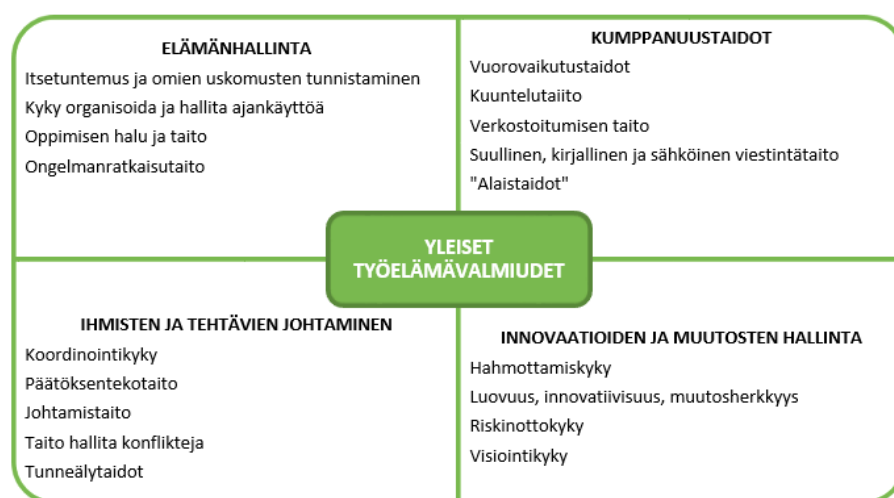 ELÄMÄNHALLINTA
Itsetuntemus ja omien uskomusten tunnistaminen
Kyky organisoida ja hallita ajankäyttöä
Oppimisen halu ja taito
Ongelmanratkaisutaito
KUMPPANUUSTAIDOT
Vuorovaikutustaidot
Kuuntelutaiito
Verkostoitumisen taito
Suullinen, kirjallinen ja sähköinen viestintätaito
"Alaistaidot"
YLEISET
TYÖELÄMÄVALMIUDET
IHMISTEN JA TEHTÄVIEN JOHTAMINEN
Koordinointikyky
Päätöksentekotaito
Johtamistaito
Taito hallita konflikteja
Tunneälytaidot
INNOVAATIOIDEN JA MUUTOSTEN HALLINTA
Hahmottamiskyky
Luovuus, innovatiivisuus, muutosherkkyys
Riskinottokyky
Visiointikyky